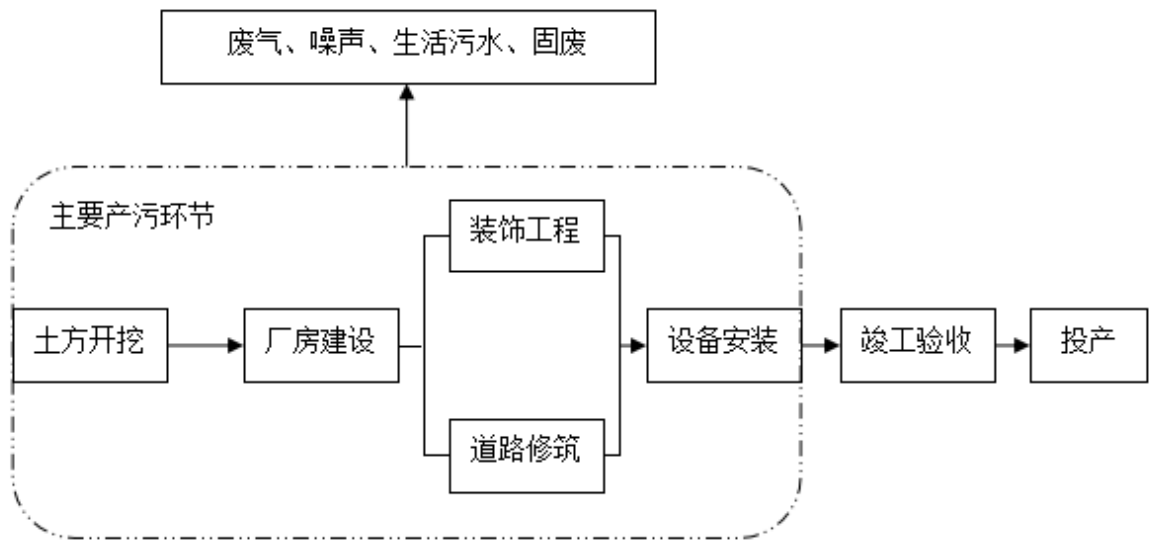 废气、噪声、生活污水、固废
主要产污环节
装饰工程
土方开挖
厂房建设
设备安装
竣工验收
投产
道路修筑